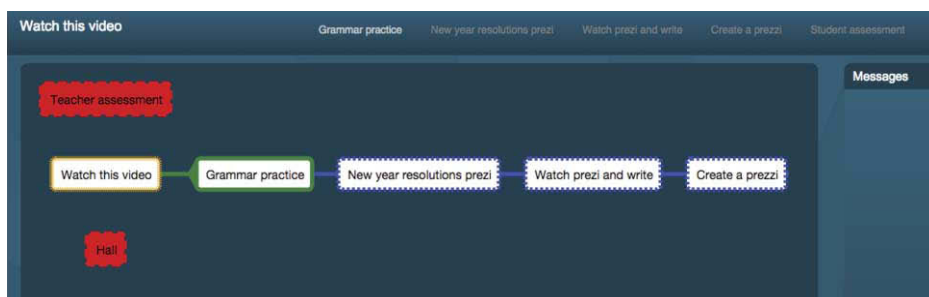 Watch this video Grammar practice New year resolutions prezi Watch prezi and write Create a prezzi Student assessment
Messages
Teacher assessment
Watch this video Grammar practice New year resolutions prezi Watch prezi and write Create a prezzi
Hall